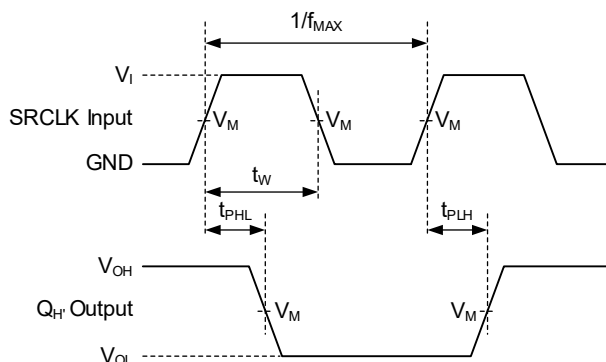 1/fMAX
VI
SRCLK Input
VM
VM
VM
GND
tW
tPHL
tPLH
VOH
QH' Output
VM
VM
VOL